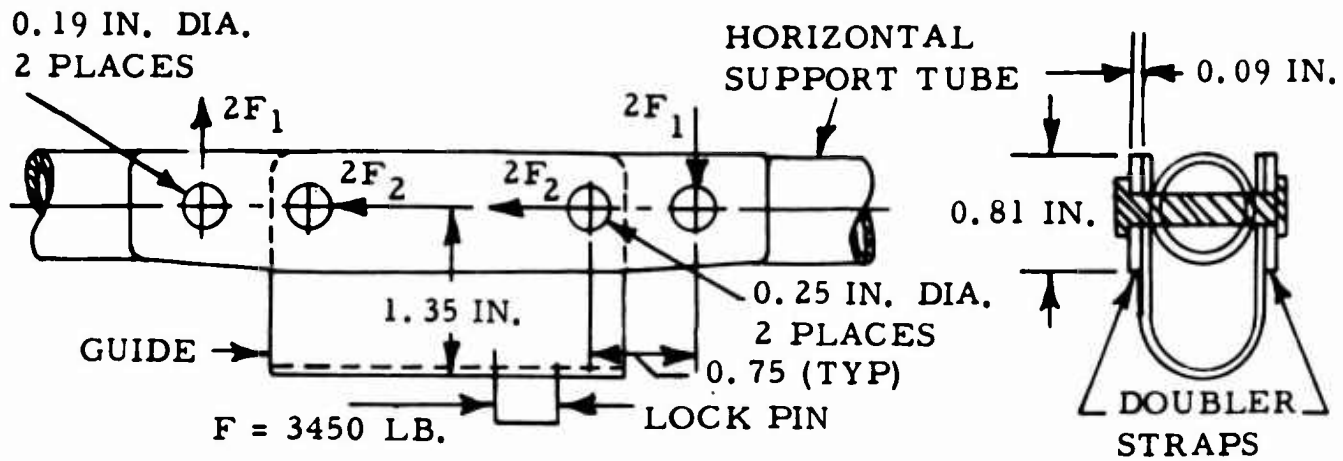 0.19 IN. DIA.
2 PLACES
2F1
2F1
HORIZONTAL
SUPPORT TUBE
0.09 IN.
2F2
2F2
0.81 IN.
1.35 IN.
0.25 IN. DIA.
2 PLACES
GUIDE
0.75 (TYP)
F = 3450 LB.
LOCK PIN
DOUBLER
STRAPS